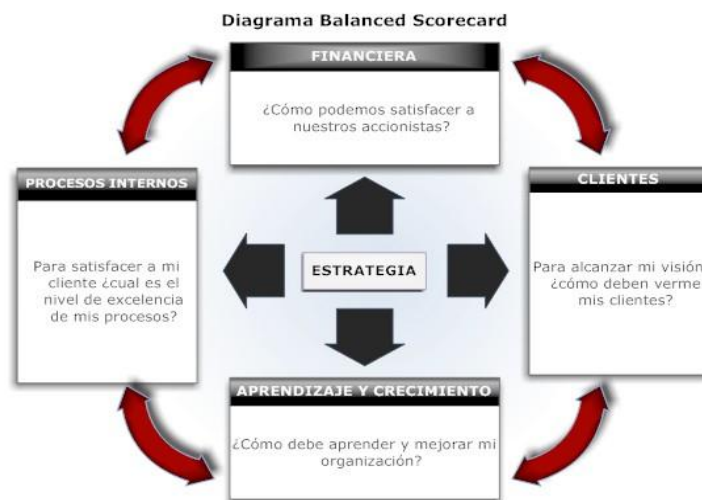 Diagrama Balanced Scorecard
FINANCIERA
¿Cómo podemos satisfacer a
nuestros accionistas?
PROCESOS INTERNOS
Para satisfacer a mi
cliente ¿cual es el
nivel de excelencia
de mis procesos?
ESTRATEGIA
CLIENTES
Para alcanzar mi visión
¿cómo deben verme
mis clientes?
APRENDIZAJE Y CRECIMIENTO
¿Cómo debe aprender y mejorar mi
organización?